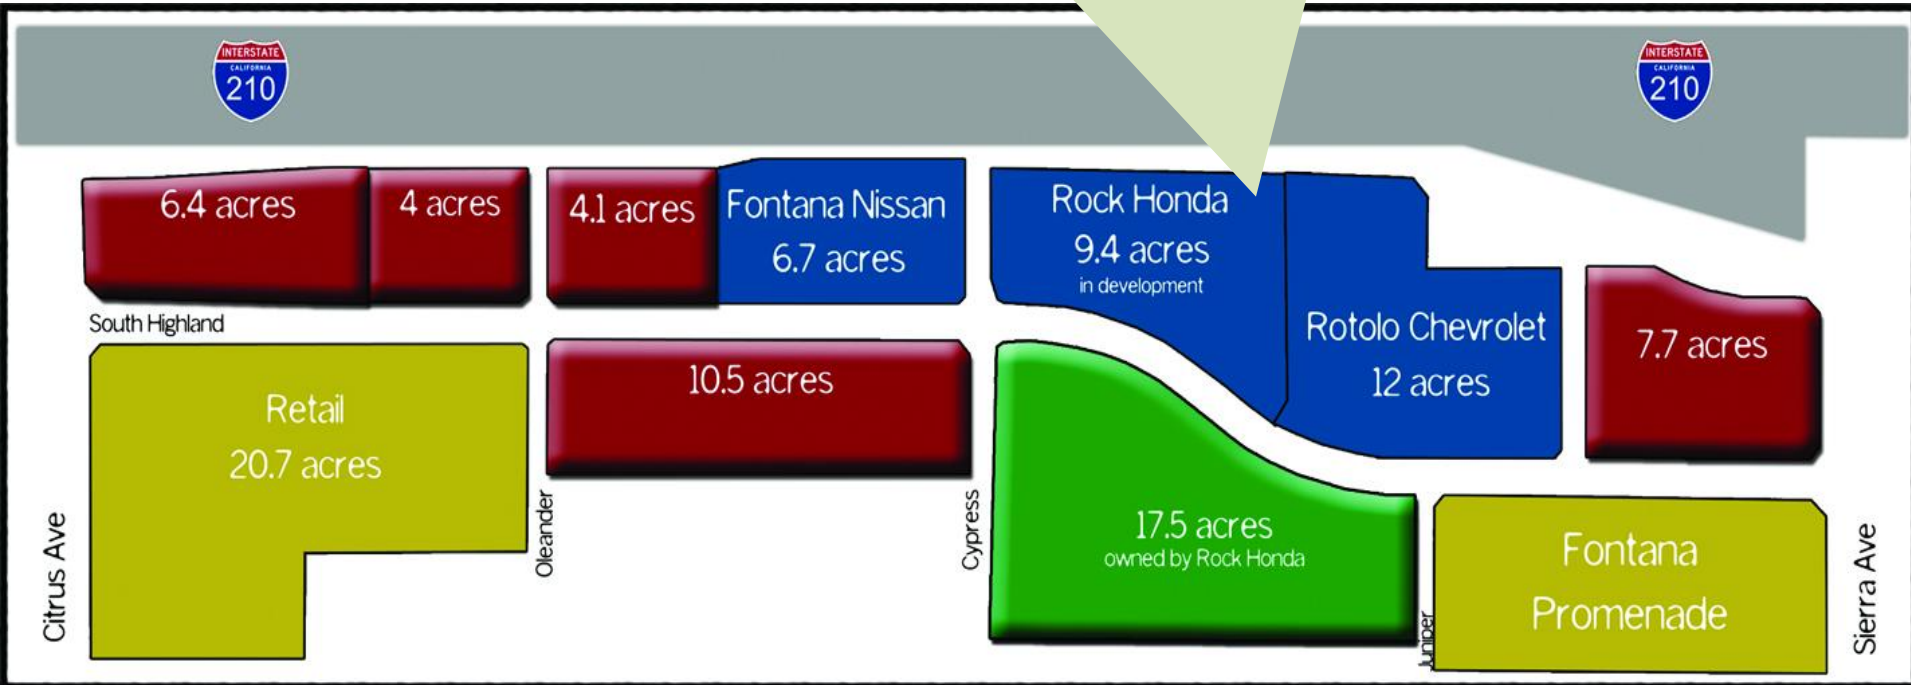 INTERSTATE
CALIFORNIA
210
INTERSTATE
CALIFORNIA
210
6.4 acres
4 acres
4.1 acres
Fontana Nissan
6.7 acres
Rock Honda
9.4 acres
in development
Rotolo Chevrolet
12 acres
7.7 acres
South Highland
Retail
20.7 acres
10.5 acres
17.5 acres
owned by Rock Honda
Fontana
Promenade
Citrus Ave
Oleander
Cypress
Juniper
Sierra Ave